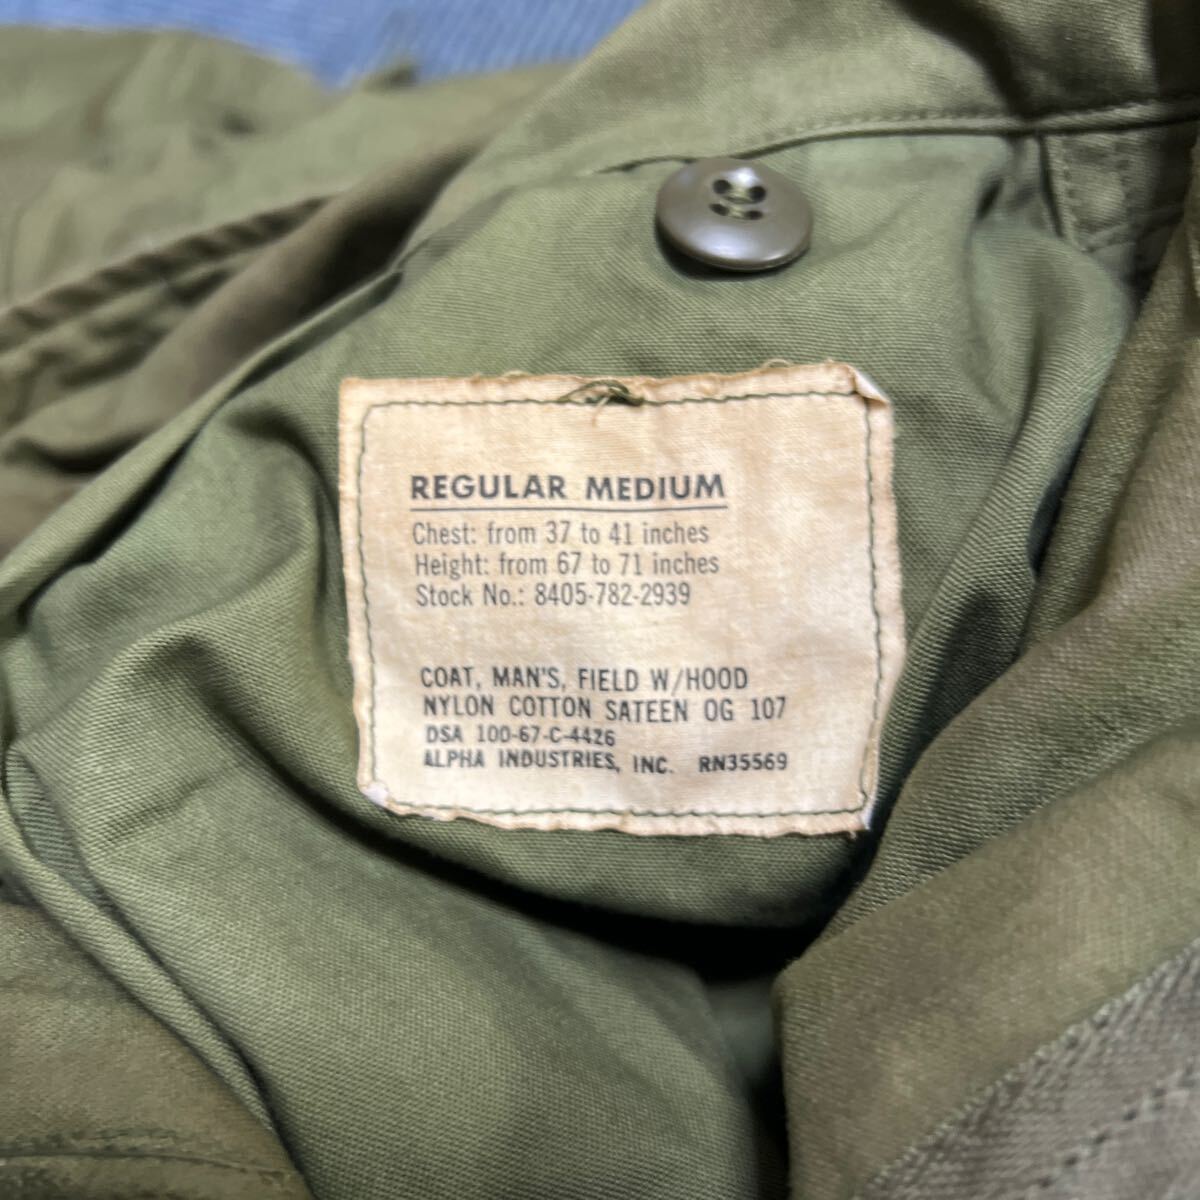 REGULAR MEDIUM
Chest: from 37 to 41 inches
Height: from 67 to 71 inches
Stock No.: 8405-782-2939
COAT, MAN'S, FIELD W/HOOD
NYLON COTTON SATEEN OG 107
DSA 100-67-C-4426
ALPHA INDUSTRIES, INC. RN35569